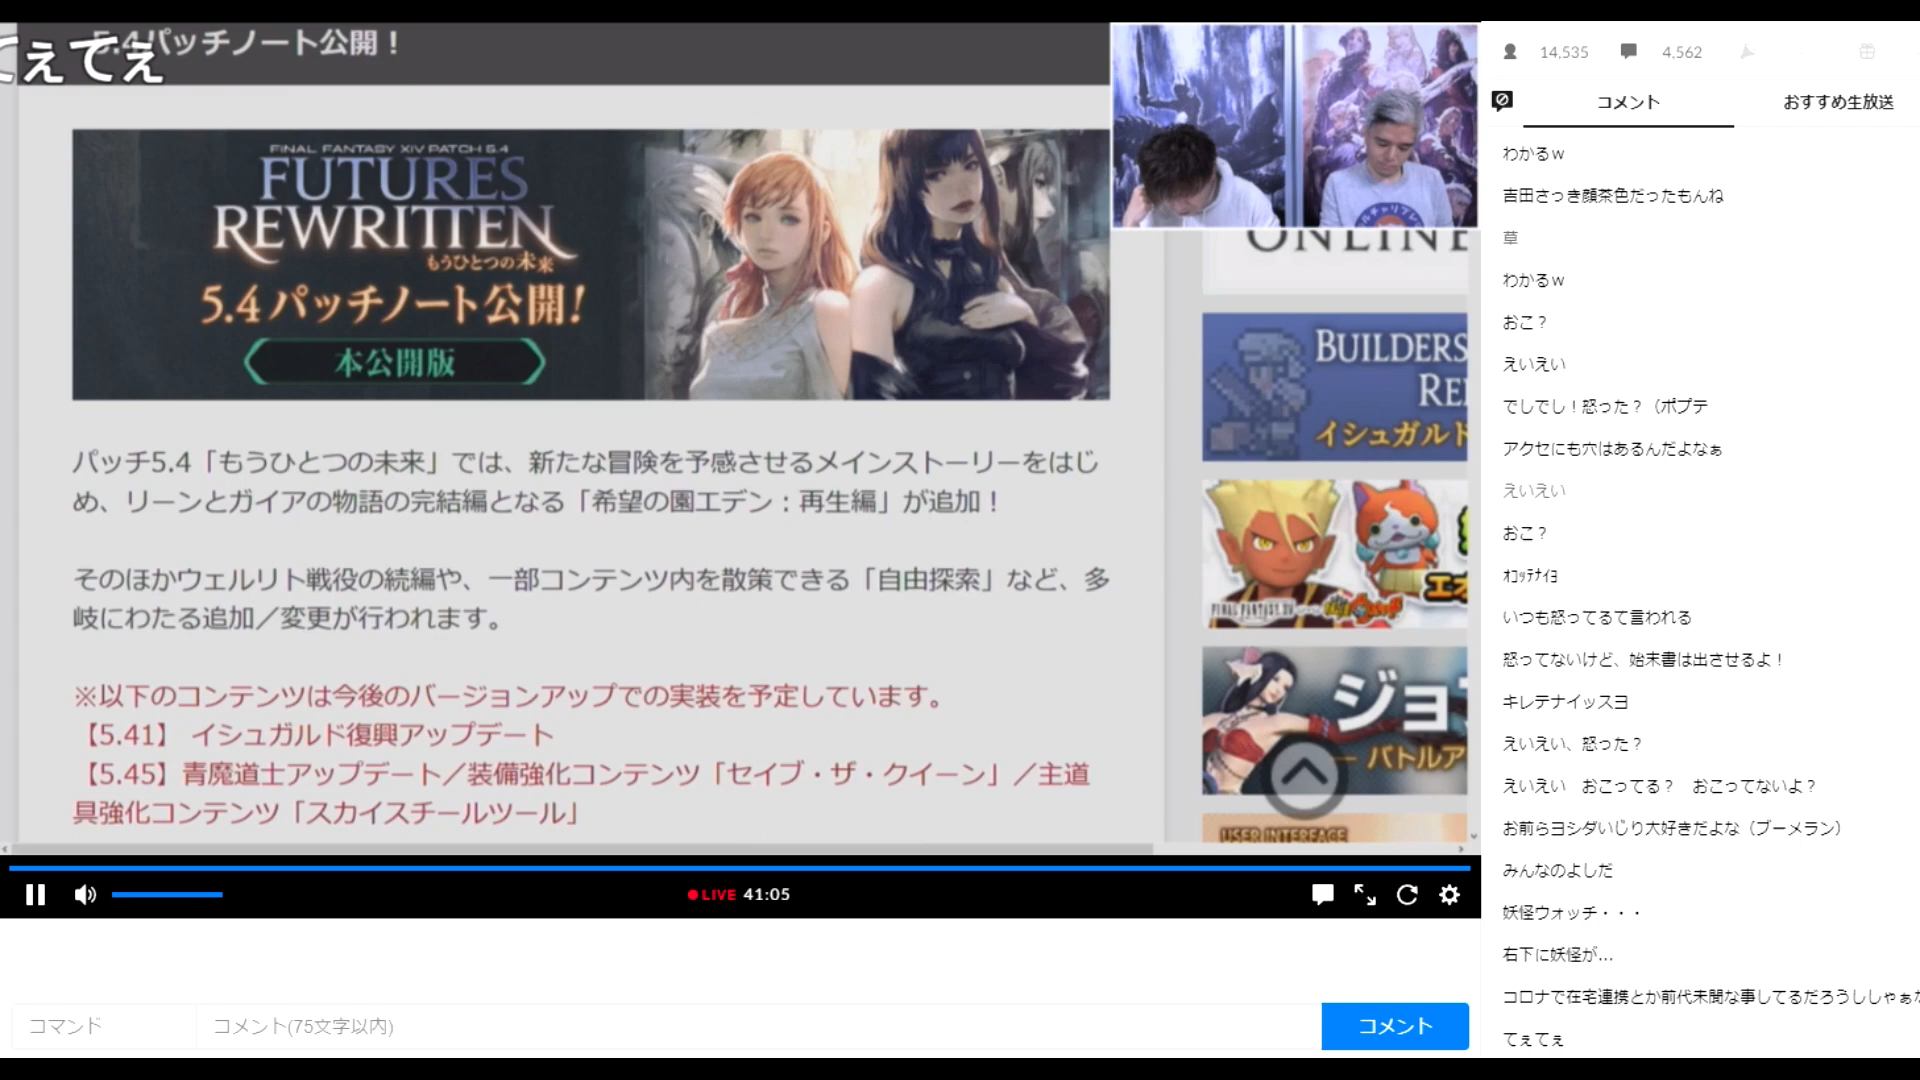 5.4パッチノート公開！
てぇてぇ
FINAL FANTASY XIV PATCH 5.4
FUTURES
REWRITTEN
もうひとつの未来
5.4パッチノート公開!
本公開版
パッチ5.4「もうひとつの未来」では、新たな冒険を予感させるメインストーリーをはじ
め、リーンとガイアの物語の完結編となる「希望の園エデン：再生編」が追加！
そのほかウェルリト戦役の続編や、一部コンテンツ内を散策できる「自由探索」など、多
岐にわたる追加／変更が行われます。
※以下のコンテンツは今後のバージョンアップでの実装を予定しています。
【5.41】 イシュガルド復興アップデート
【5.45】青魔道士アップデート／装備強化コンテンツ「セイブ・ザ・クイーン」／主道
具強化コンテンツ「スカイスチールツール」
ONLINE
BUILDERS
イシュガルド
FINAL FANTASY XIV
ジョ
バトルア
USER INTERFACE
LIVE 41:05
コマンド
コメント(75文字以内)
コメント
14,535
4,562
コメント
おすすめ生放送
わかるｗ
吉田さっき顔茶色だったもんね
草
わかるｗ
おこ？
えいえい
でしでし！怒った？（ポプテ
アクセにも穴はあるんだよなぁ
えいえい
おこ？
ｵｺｯﾃﾅｲﾖ
いつも怒ってるて言われる
怒ってないけど、始末書は出させるよ！
キレテナイッスヨ
えいえい、怒った？
えいえい　おこってる？　おこってないよ？
お前らヨシダいじり大好きだよな（ブーメラン）
みんなのよしだ
妖怪ウォッチ・・・
右下に妖怪が…
コロナで在宅連携とか前代未聞な事してるだろうししゃぁな
てぇてぇ